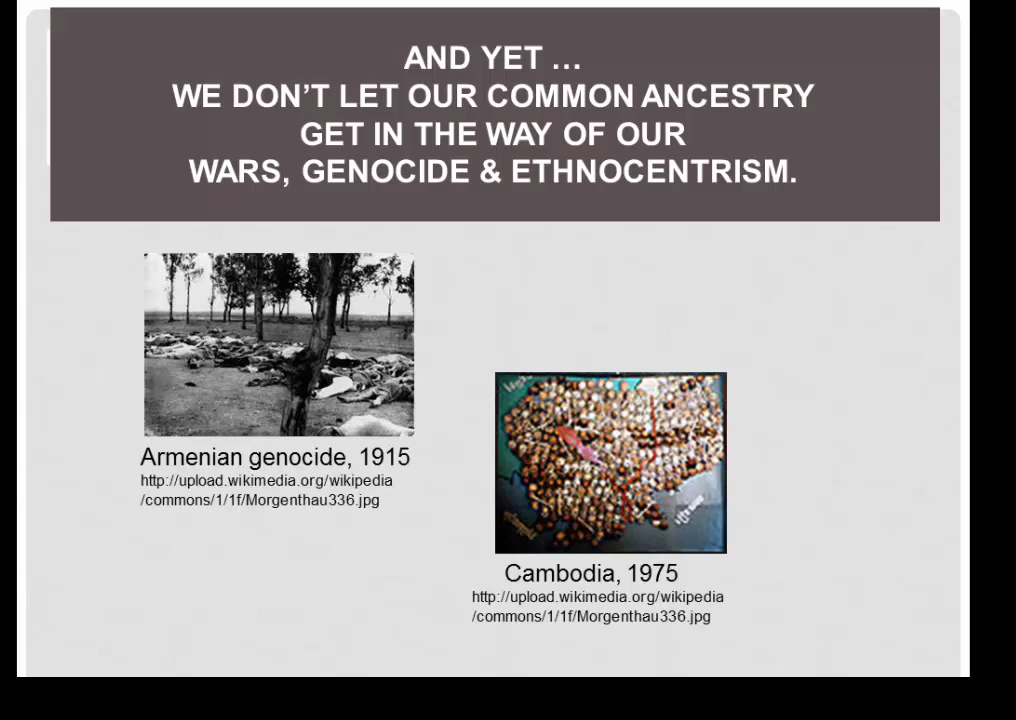 AND YET …
WE DON'T LET OUR COMMON ANCESTRY
GET IN THE WAY OF OUR
WARS, GENOCIDE & ETHNOCENTRISM.
Armenian genocide, 1915
http://upload.wikimedia.org/wikipedia
/commons/1/1f/Morgenthau336.jpg
Cambodia, 1975
http://upload.wikimedia.org/wikipedia
/commons/1/1f/Morgenthau336.jpg